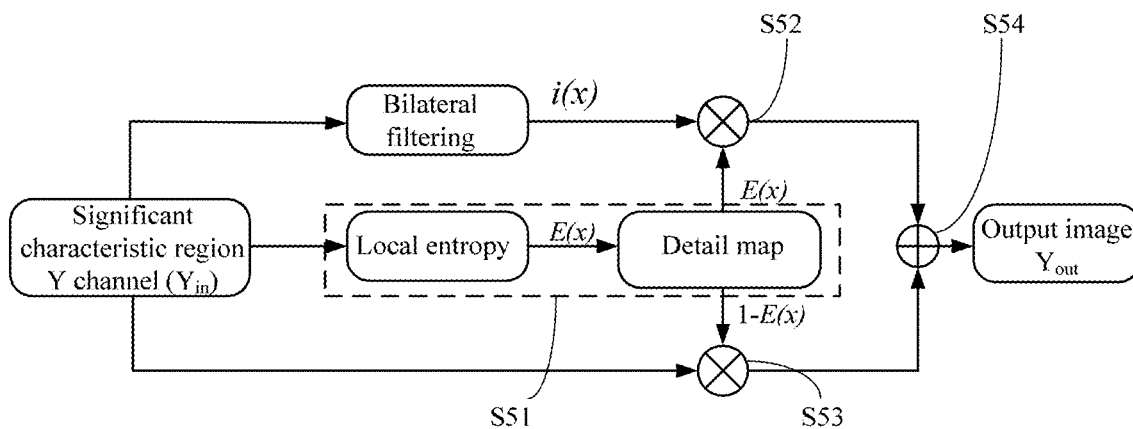 S52
S54
Bilateral
filtering
i(x)
E(x)
Significant
characteristic region
Y channel (Yin)
Local entropy
E(x)
Detail map
Output image
Yout
1-E(x)
S51
S53